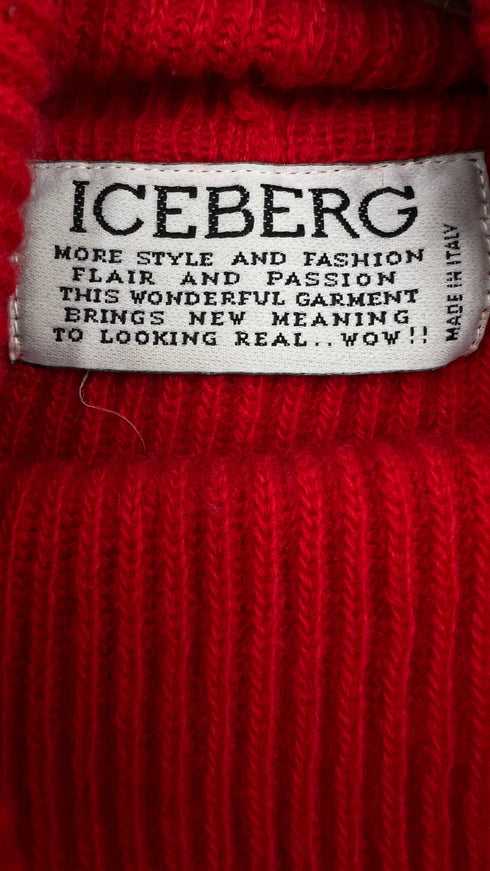 ICEBERG
MORE STYLE AND FASHION
FLAIR AND PASSION
THIS WONDERFUL GARMENT
BRINGS NEW MEANING
TO LOOKING REAL.. WOW!!
MADE IN ITALY